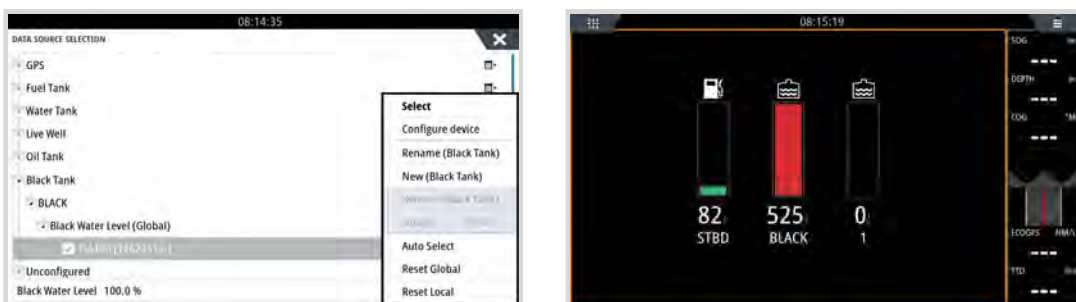 08:14:35
DATA SOURCE SELECTION
GPS
Fuel Tank
Water Tank
Live Well
Oil Tank
Black Tank
BLACK
Black Water Level (Global)
Unconfigured
Black Water Level 100.0 %
Select
Configure device
Rename (Black Tank)
New (Black Tank)
Auto Select
Reset Global
Reset Local
08:15:19
82
STBD
525
BLACK
0
1
SOG
---
DEPTH
---
COG
°M
---
ECOGPS
---
TTD
---